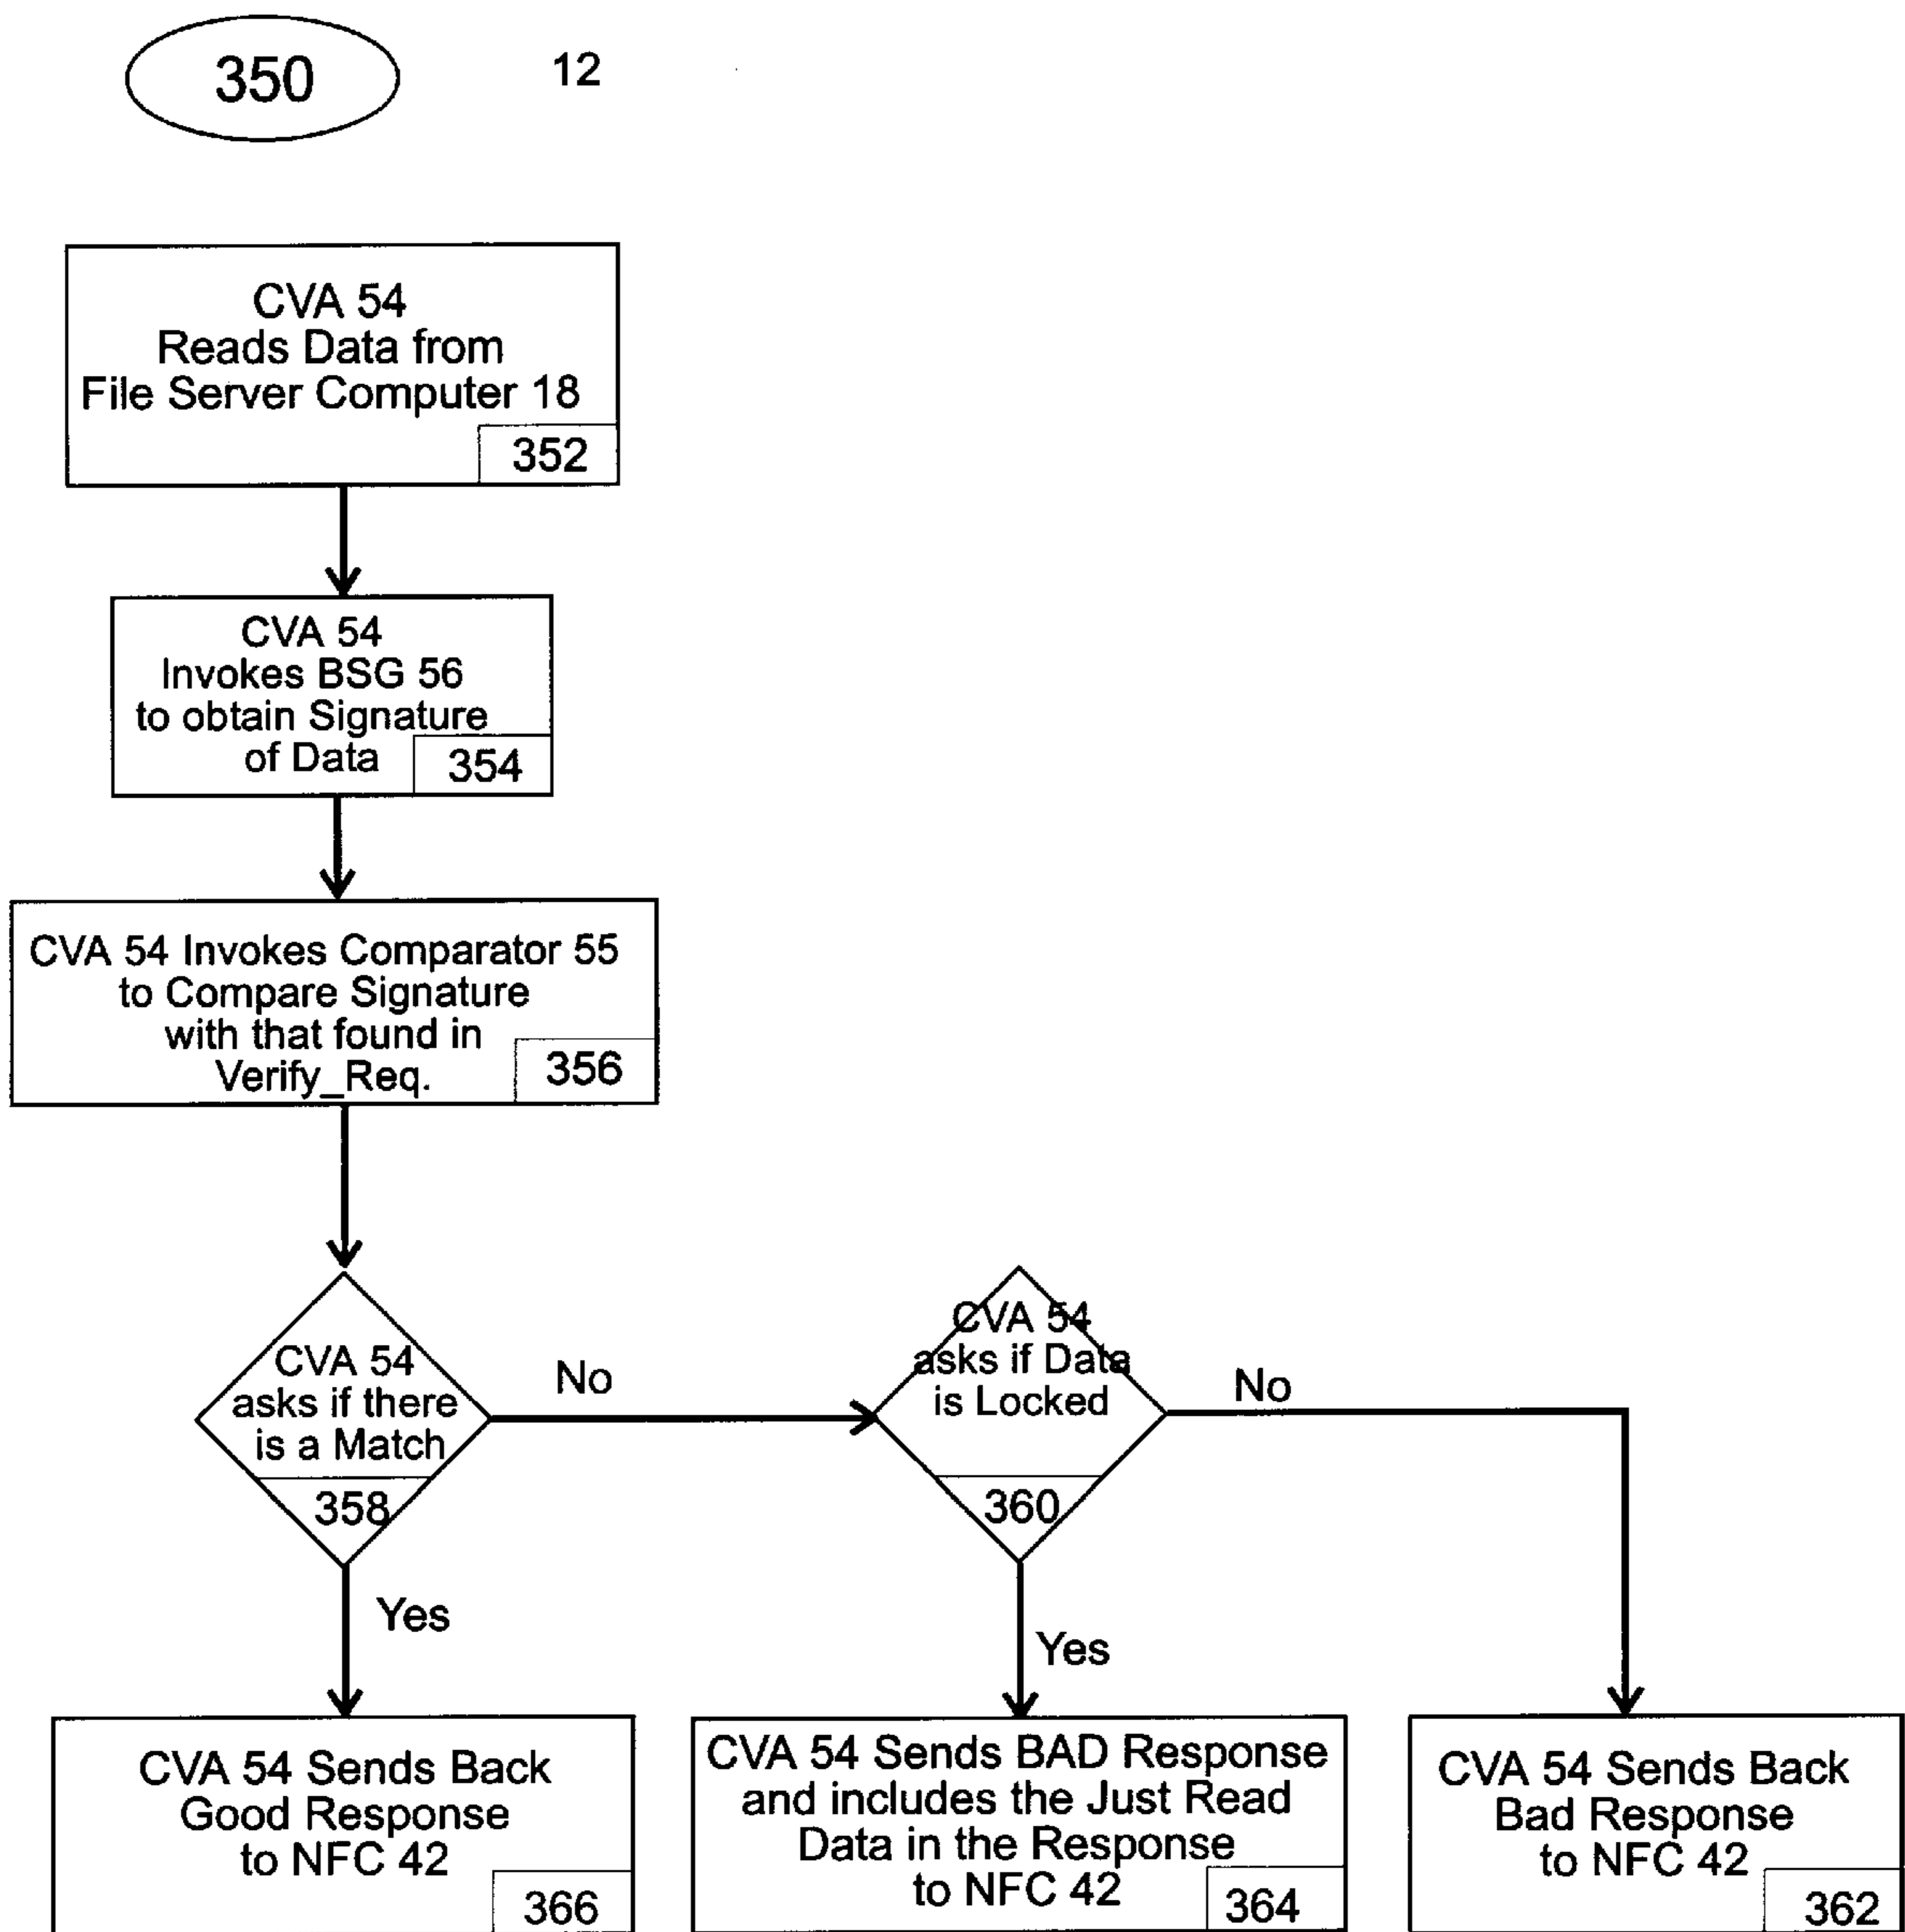 350
12
CVA 54
Reads Data from
File Server Computer 18
352
CVA 54
Invokes BSG 56
to obtain Signature
of Data
354
CVA 54 Invokes Comparator 55
to Compare Signature
with that found in
Verify_Req.
356
CVA 54
asks if there
is a Match
358
No
CVA 54
asks if Data
is Locked
360
No
Yes
Yes
CVA 54 Sends Back
Good Response
to NFC 42
366
CVA 54 Sends BAD Response
and includes the Just Read
Data in the Response
to NFC 42
364
CVA 54 Sends Back
Bad Response
to NFC 42
362